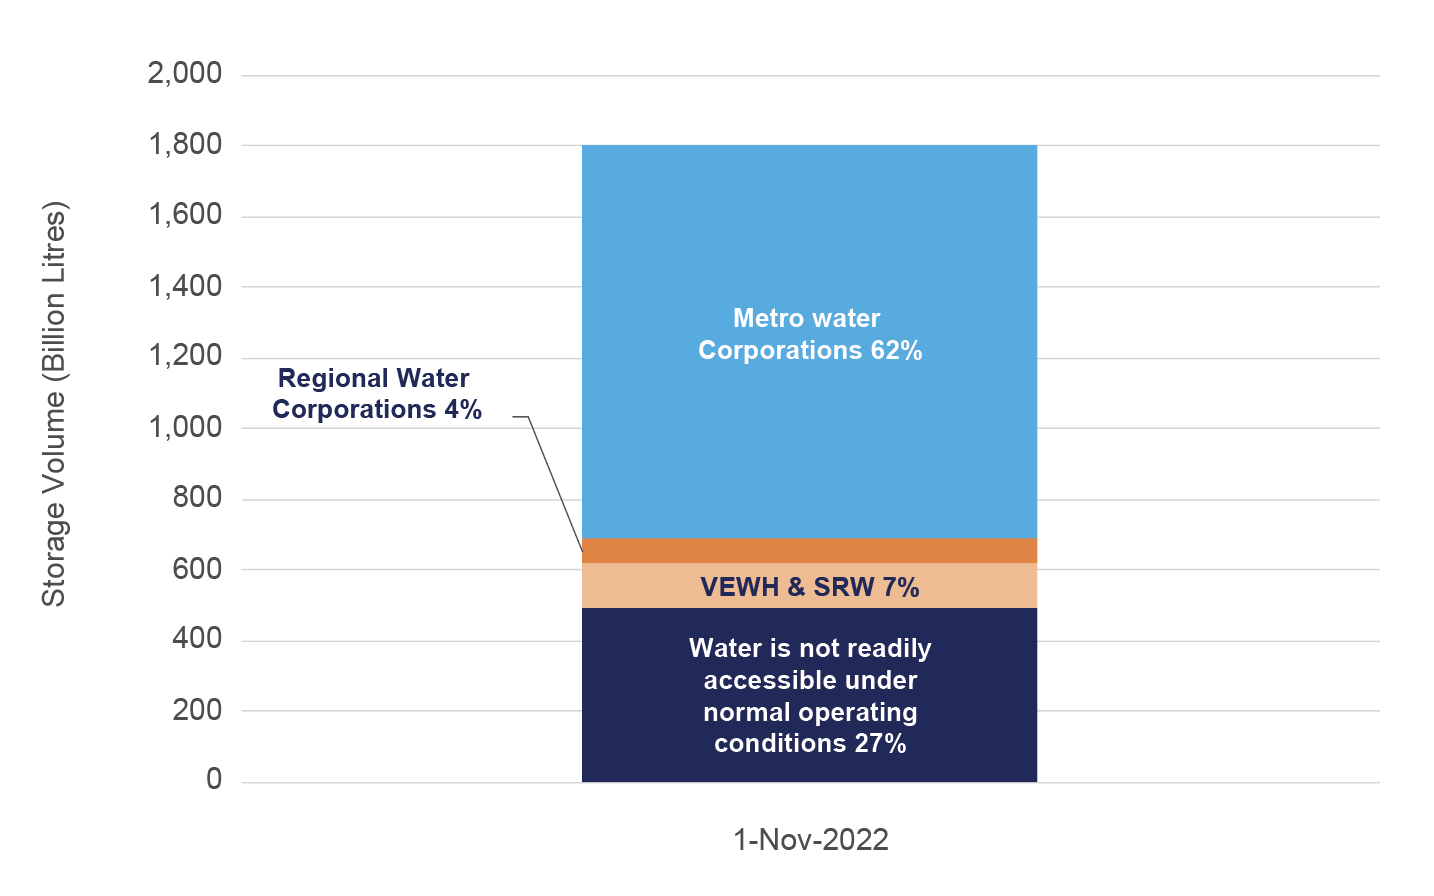 2,000
1,800
1,600
1,400
1,200
1,000
800
600
400
200
0
Storage Volume (Billion Litres)
Metro water
Corporations 62%
Regional Water
Corporations 4%
VEWH & SRW 7%
Water is not readily
accessible under
normal operating
conditions 27%
1-Nov-2022